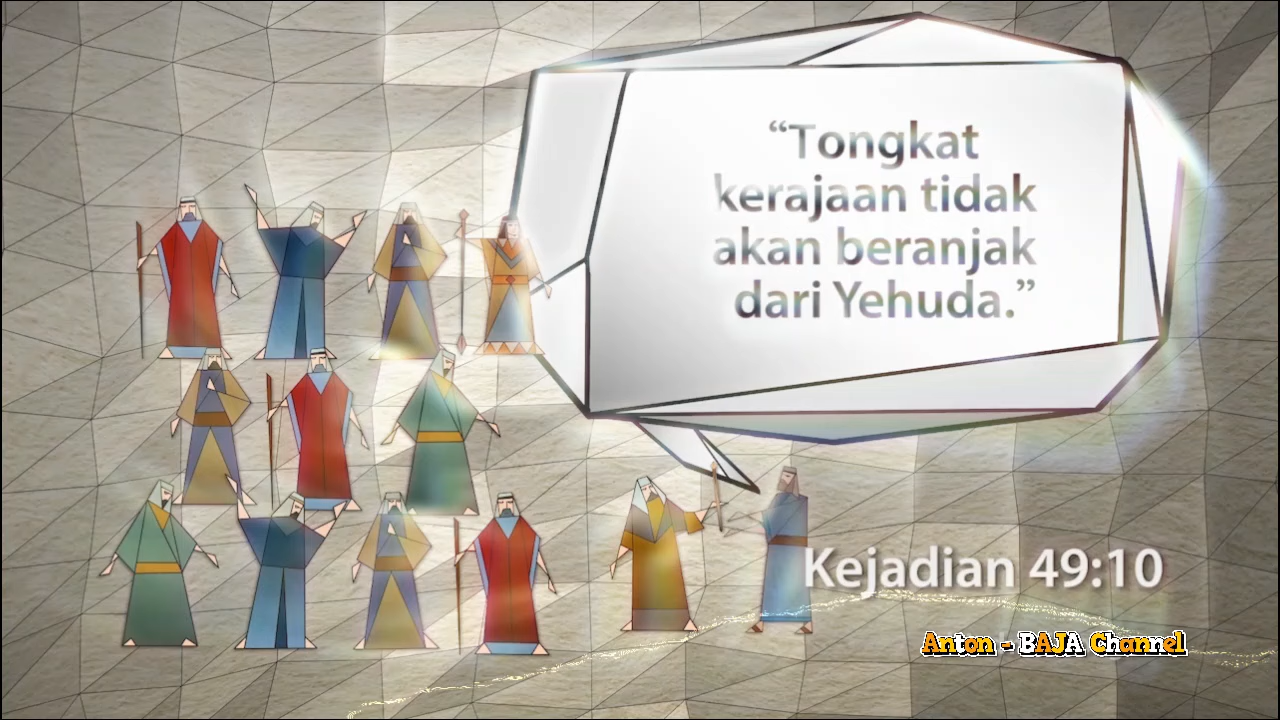 “Tongkat
kerajaan tidak
akan beranjak
dari Yehuda.”
Kejadian 49:10
Anton - BAJA Channel